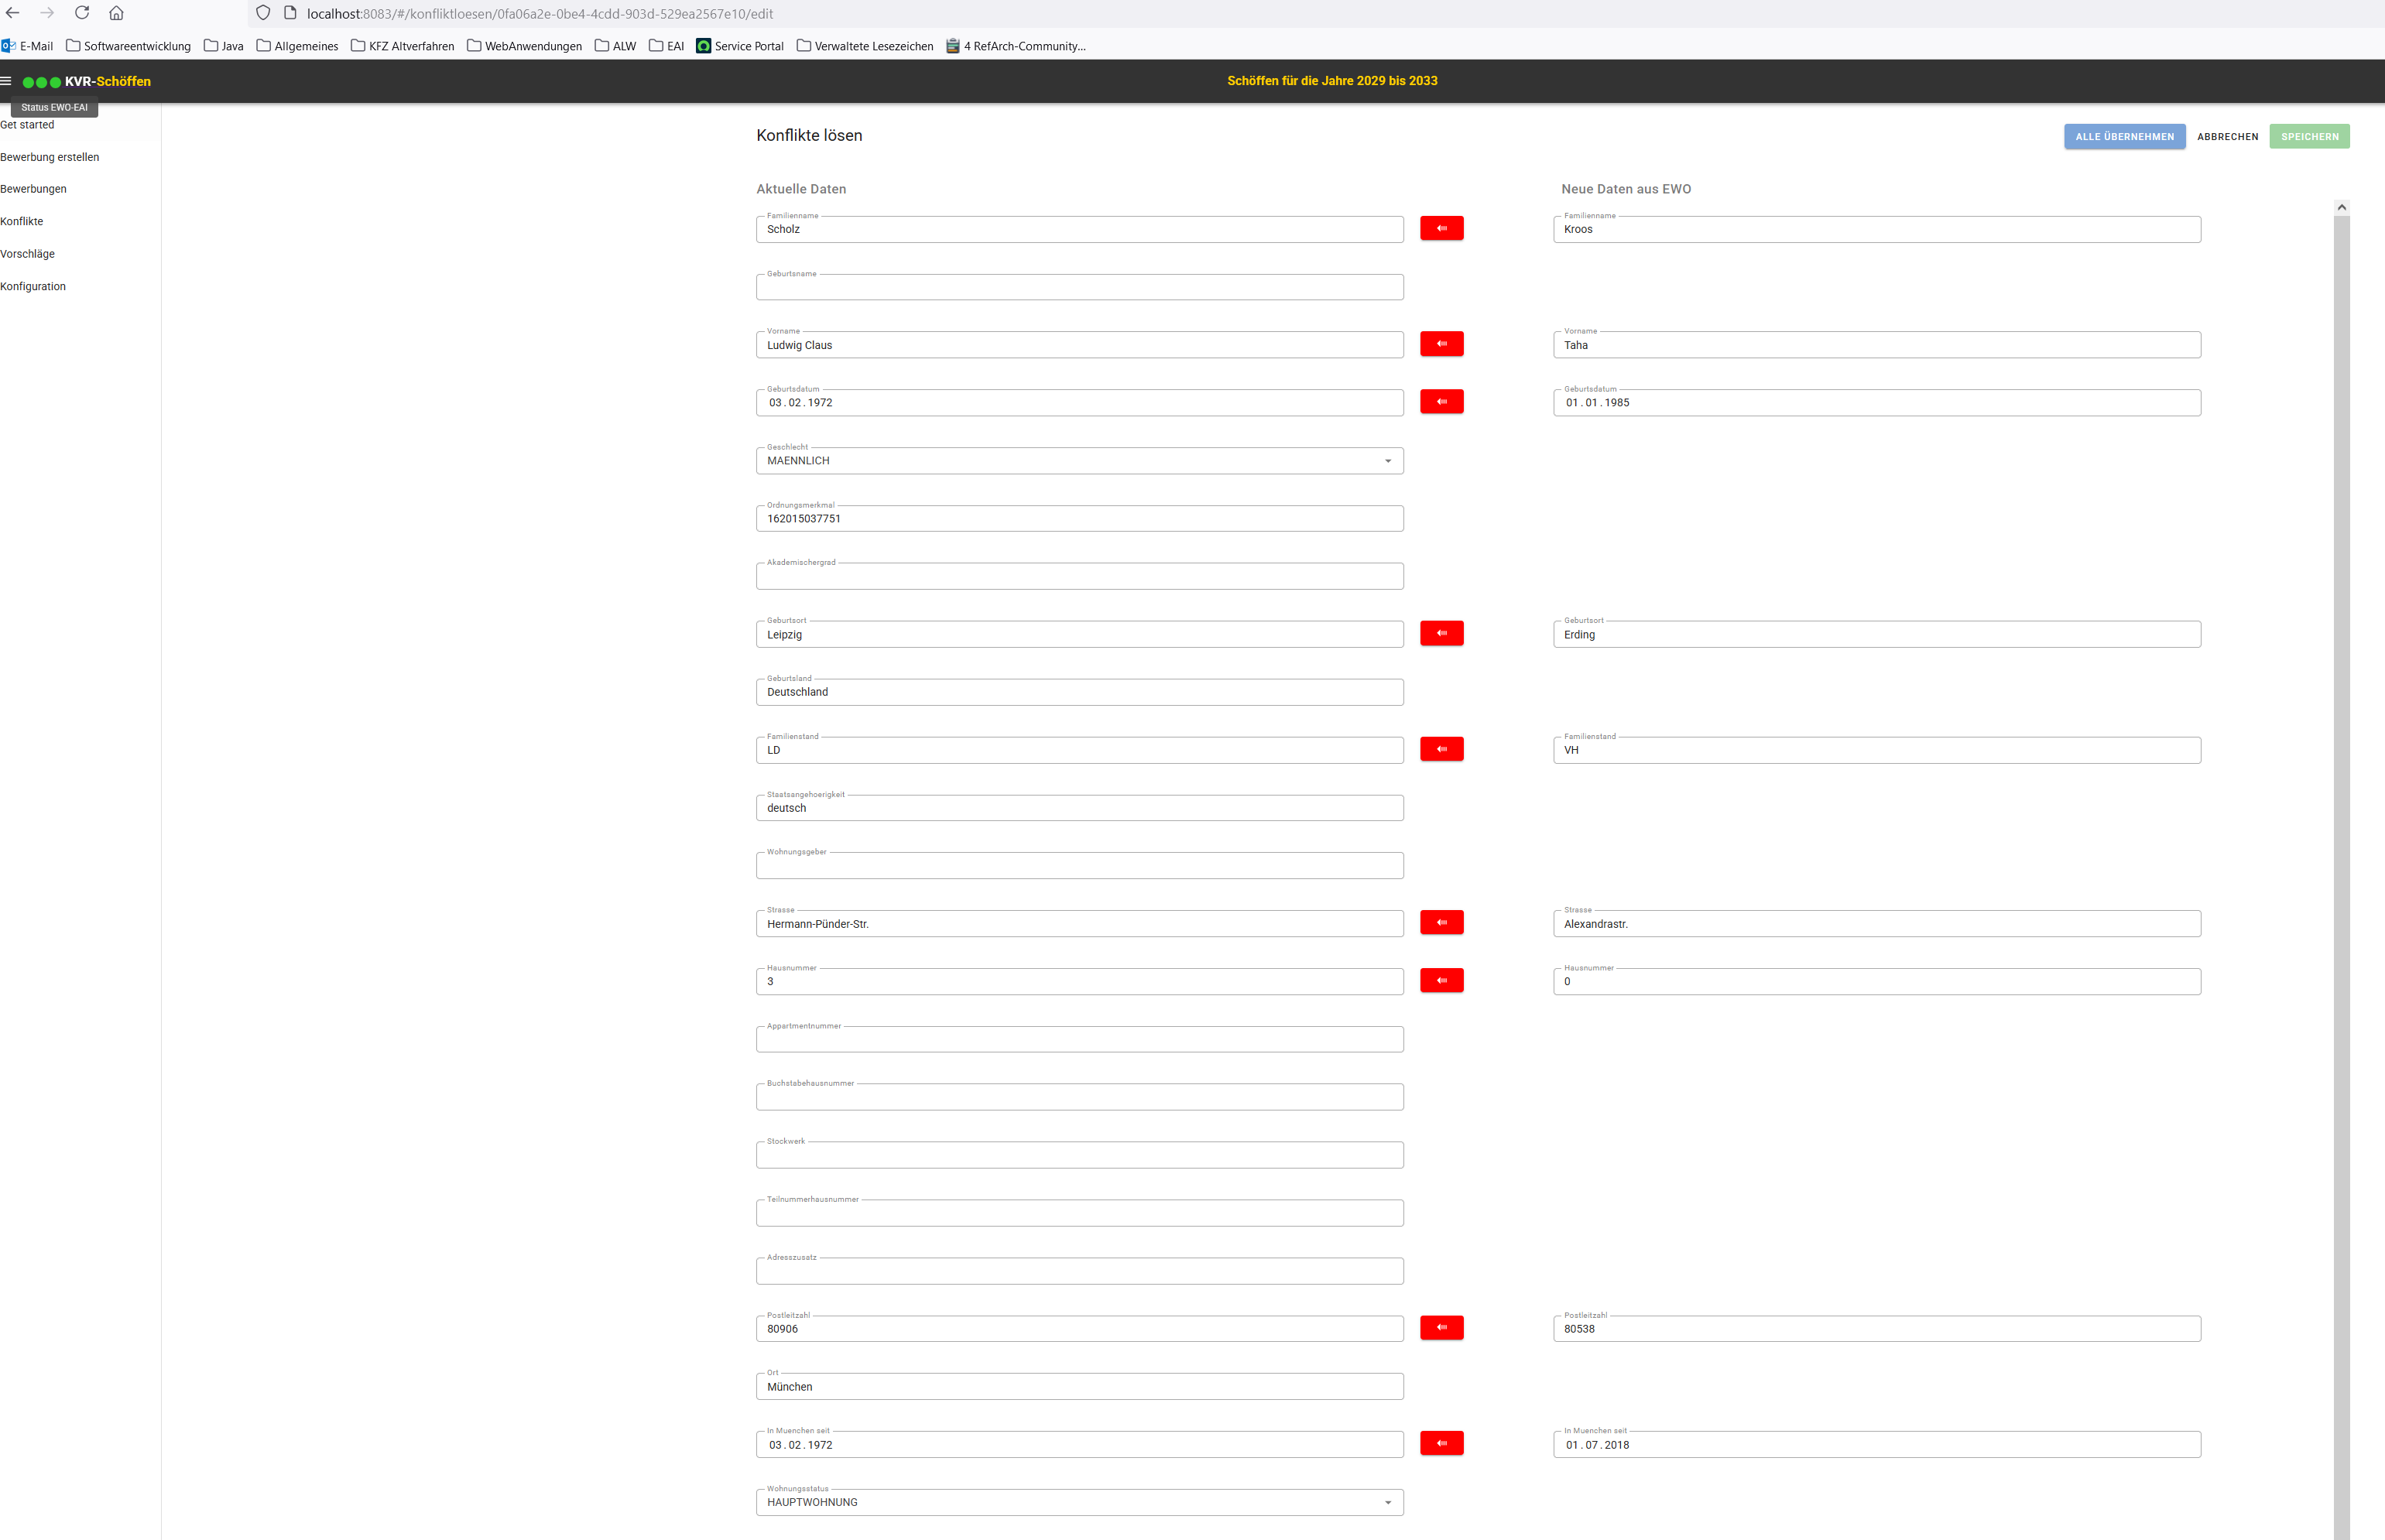 localhost:8083/#/konfliktloesen/0fa06a2e-0be4-4cdd-903d-529ea2567e10/edit
E-Mail Softwareentwicklung Java Allgemeines KFZ Altverfahren WebAnwendungen ALW EAI Service Portal Verwaltete Lesezeichen 4 RefArch-Community...
KVR-Schöffen Schöffen für die Jahre 2029 bis 2033
Status EWO-EAI
Get started
Bewerbung erstellen
Bewerbungen
Konflikte
Vorschläge
Konfiguration
Konflikte lösen ALLE ÜBERNEHMEN ABBRECHEN SPEICHERN
Aktuelle Daten Neue Daten aus EWO
Familienname Familienname
Scholz Kroos
Geburtsname
Vorname Vorname
Ludwig Claus Taha
Geburtsdatum Geburtsdatum
03.02.1972 01.01.1985
Geschlecht
MAENNLICH
Ordnungsmerkmal
162015037751
Akademischergrad
Geburtsort Geburtsort
Leipzig Erding
Geburtsland
Deutschland
Familienstand Familienstand
LD VH
Staatsangehoerigkeit
deutsch
Wohnungsgeber
Strasse Strasse
Hermann-Pünder-Str. Alexandrastr.
Hausnummer Hausnummer
3 0
Appartmentnummer
Buchstabehausnummer
Stockwerk
Teilnummerhausnummer
Adresszusatz
Postleitzahl Postleitzahl
80906 80538
Ort
München
In Muenchen seit In Muenchen seit
03.02.1972 01.07.2018
Wohnungsstatus
HAUPTWOHNUNG